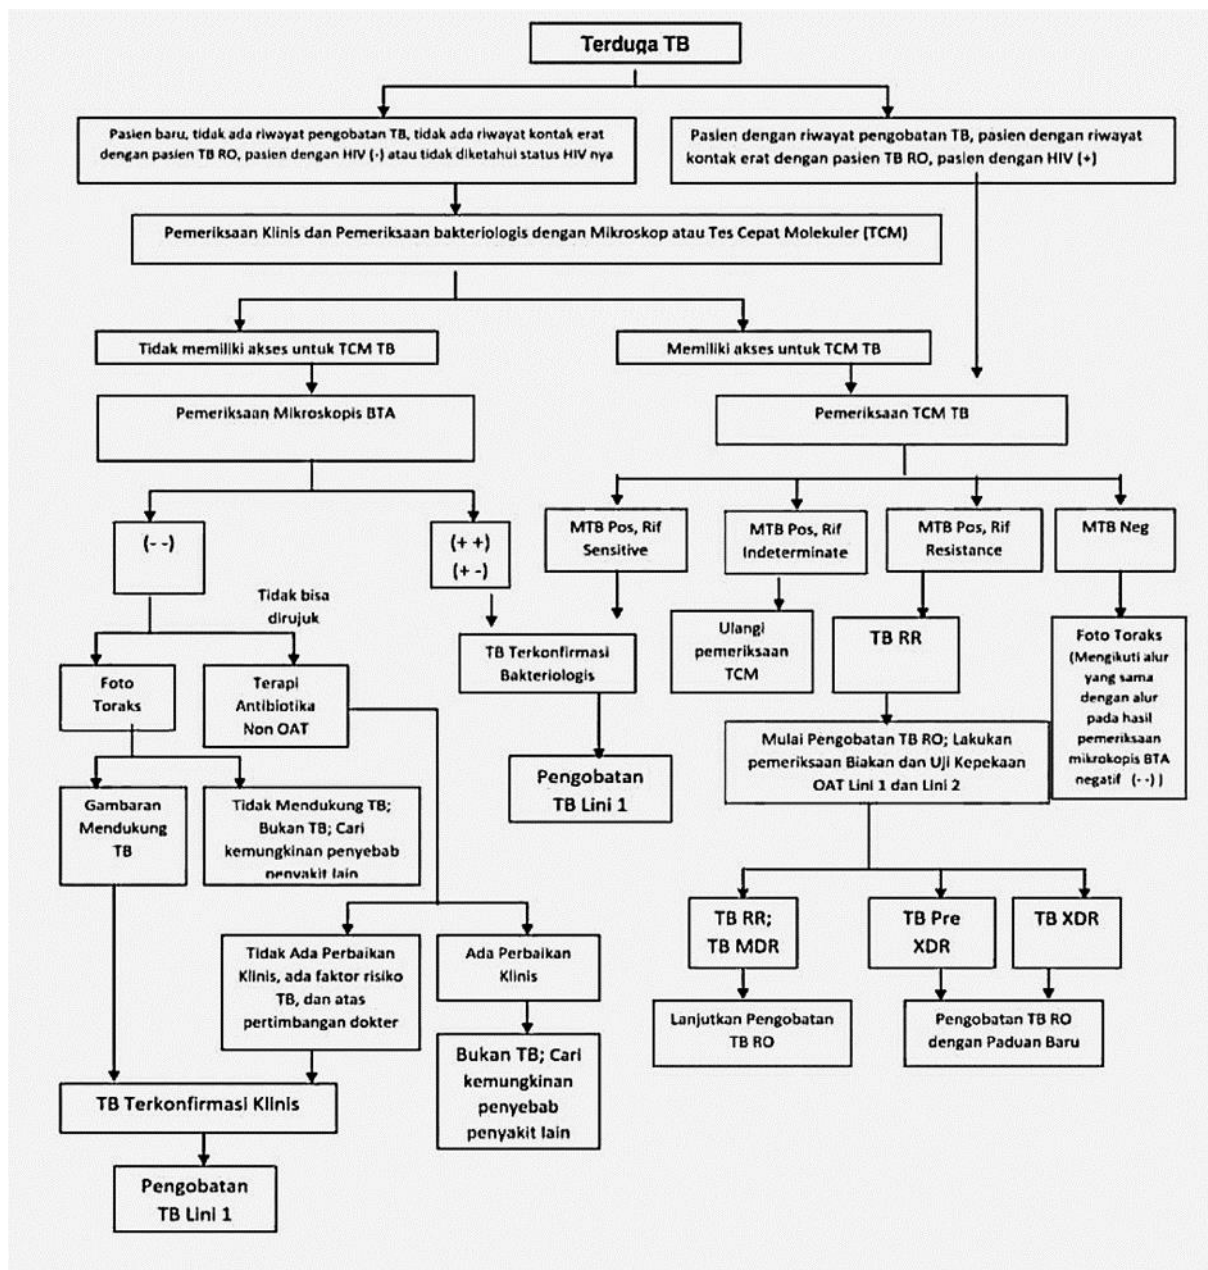 Terduga TB
Pasien baru, tidak ada riwayat pengobatan TB, tidak ada riwayat kontak erat
dengan pasien TB RO, pasien dengan HIV (-) atau tidak diketahui status HIV nya
Pasien dengan riwayat pengobatan TB, pasien dengan riwayat
kontak erat dengan pasien TB RO, pasien dengan HIV (+)
Pemeriksaan Klinis dan Pemeriksaan bakteriologis dengan Mikroskop atau Tes Cepat Molekuler (TCM)
Tidak memiliki akses untuk TCM TB
Memiliki akses untuk TCM TB
Pemeriksaan Mikroskopis BTA
Pemeriksaan TCM TB
(- -)
(+ +)
(+ -)
MTB Pos, Rif
Sensitive
MTB Pos, Rif
Indeterminate
MTB Pos, Rif
Resistance
MTB Neg
Tidak bisa
dirujuk
Foto
Toraks
Terapi
Antibiotika
Non OAT
TB Terkonfirmasi
Bakteriologis
Ulangi
pemeriksaan
TCM
TB RR
Foto Toraks
(Mengikuti alur
yang sama
dengan alur
pada hasil
pemeriksaan
mikrokopis BTA
negatif (- -) )
Pengobatan
TB Lini 1
Mulai Pengobatan TB RO; Lakukan
pemeriksaan Biakan dan Uji Kepekaan
OAT Lini 1 dan Lini 2
Gambaran
Mendukung
TB
Tidak Mendukung TB;
Bukan TB; Cari
kemungkinan penyebab
penyakit lain
TB RR;
TB MDR
TB Pre
XDR
TB XDR
Tidak Ada Perbaikan
Klinis, ada faktor risiko
TB, dan atas
pertimbangan dokter
Ada Perbaikan
Klinis
Lanjutkan Pengobatan
TB RO
Pengobatan TB RO
dengan Paduan Baru
Bukan TB; Cari
kemungkinan
penyebab
penyakit lain
TB Terkonfirmasi Klinis
Pengobatan
TB Lini 1